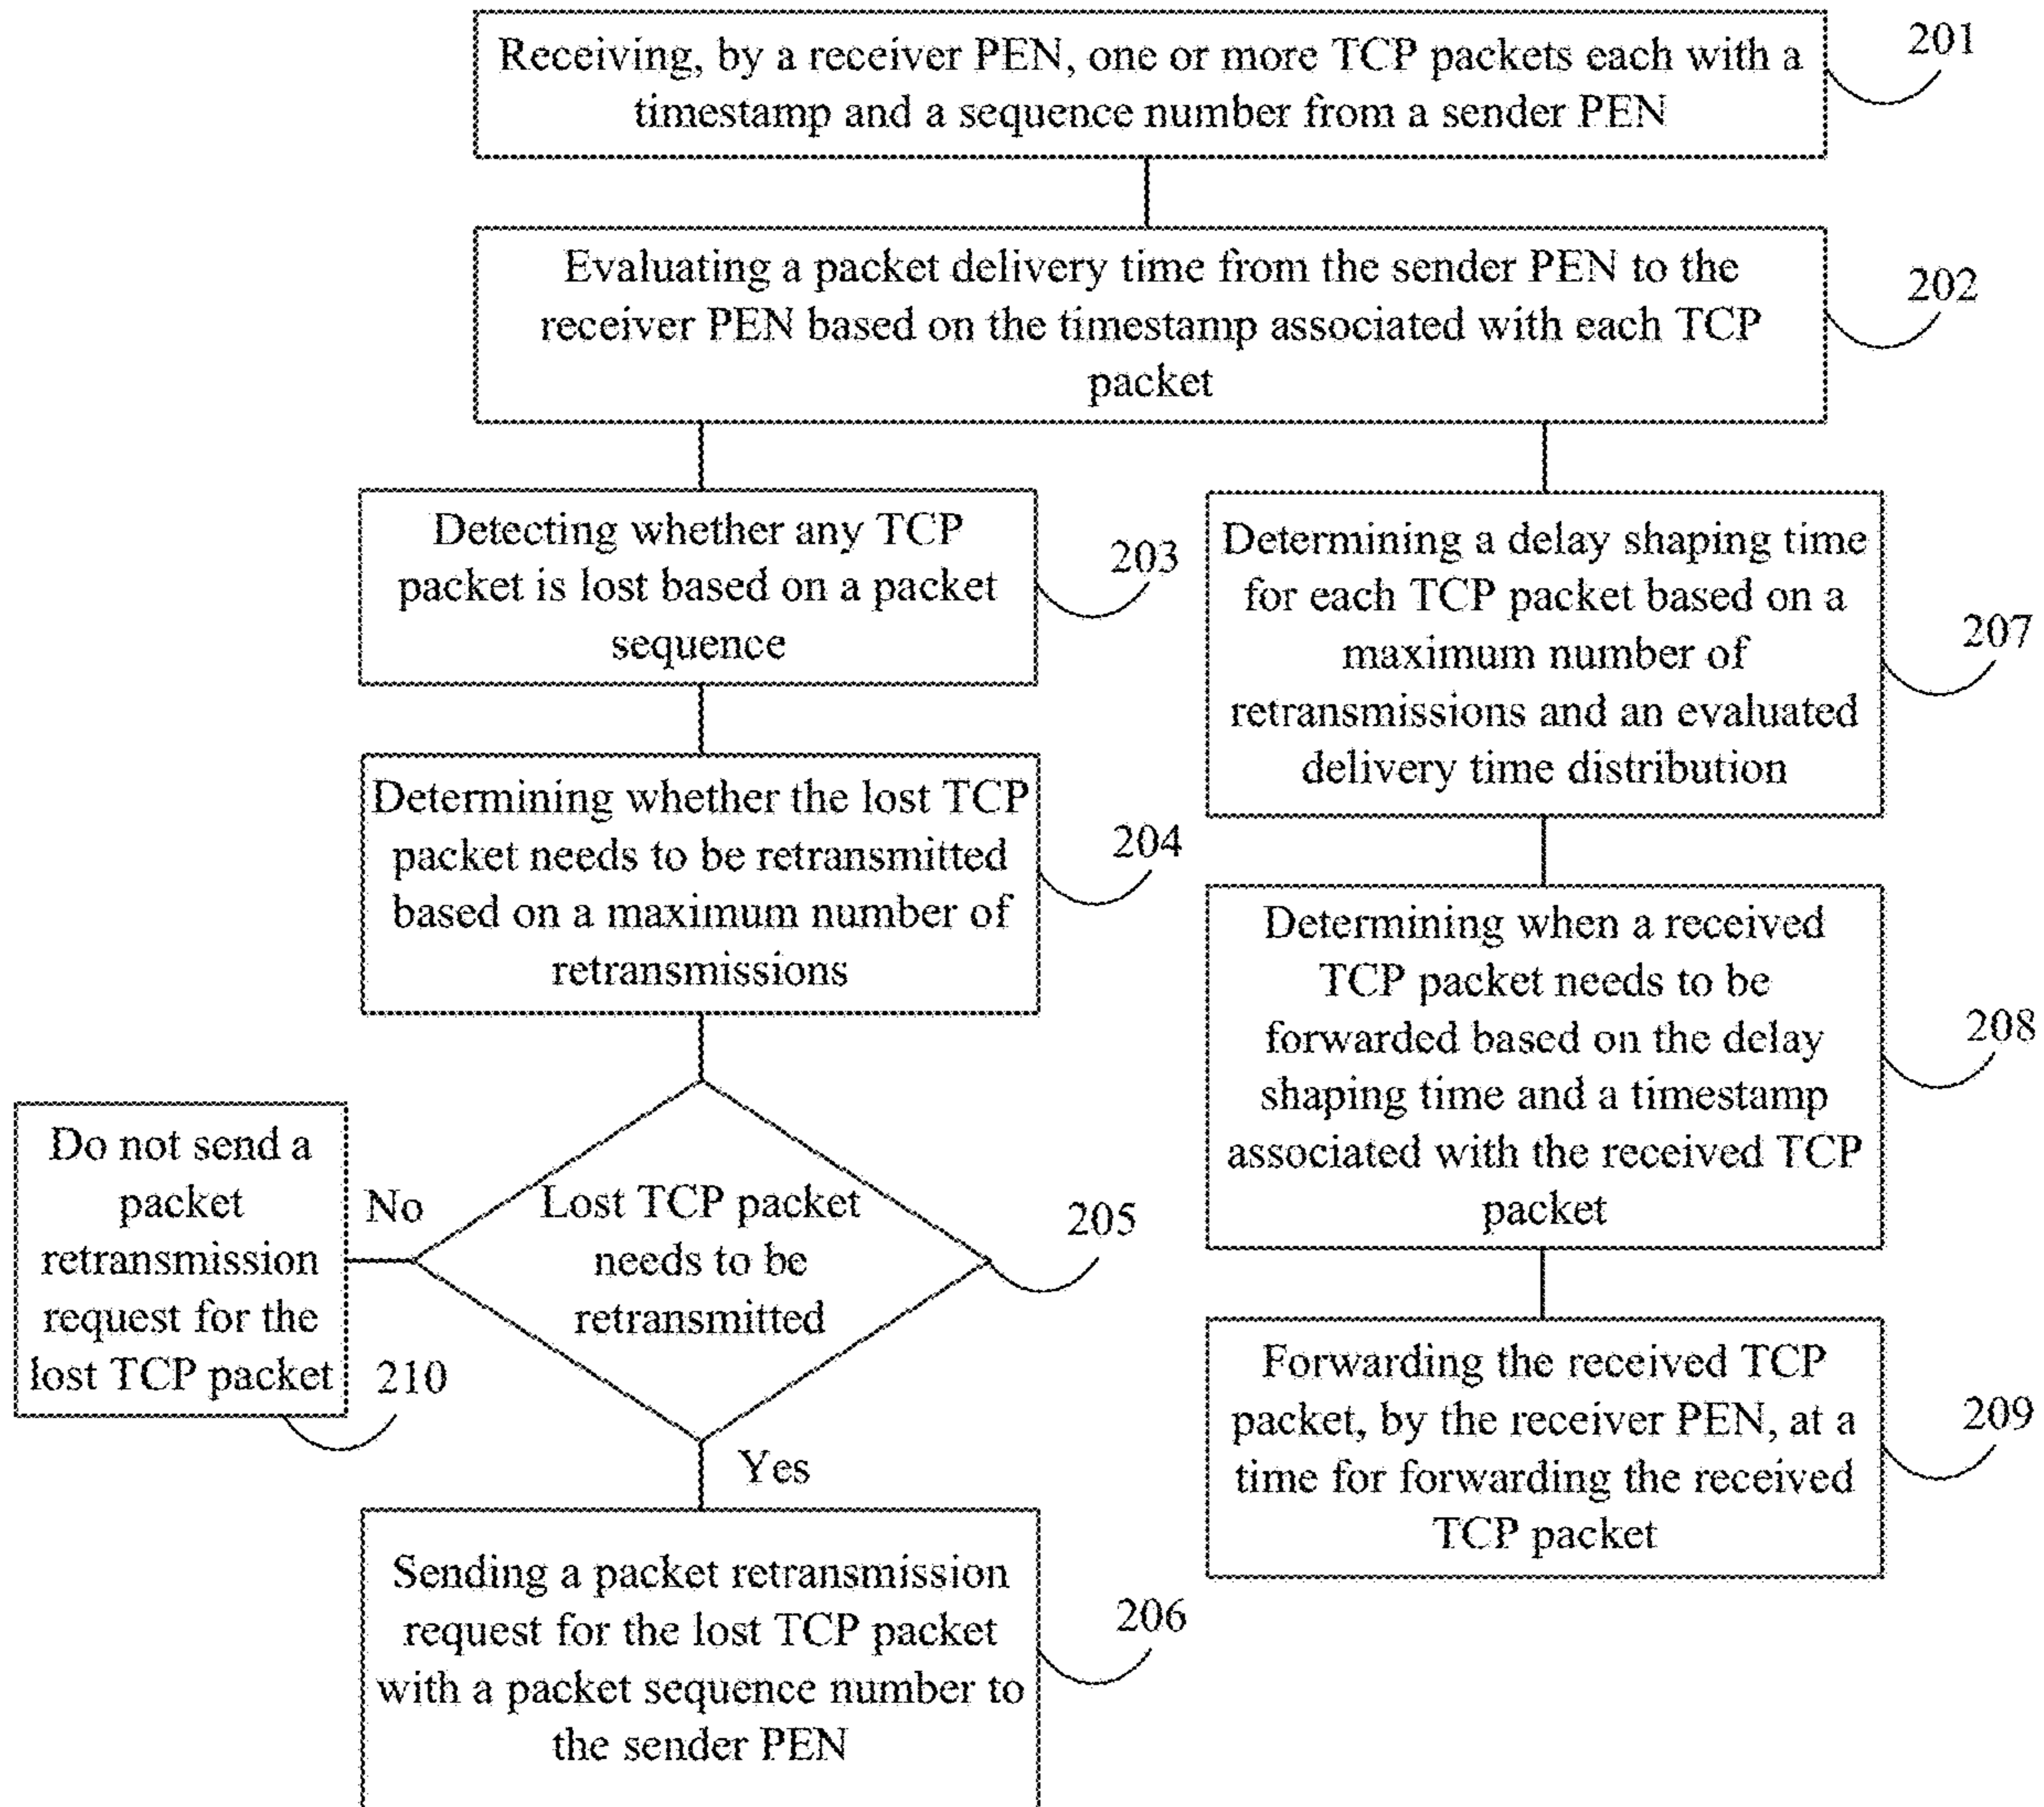 Receiving, by a receiver PEN, one or more TCP packets each with a
timestamp and a sequence number from a sender PEN
201
Evaluating a packet delivery time from the sender PEN to the
receiver PEN based on the timestamp associated with each TCP
packet
202
Detecting whether any TCP
packet is lost based on a packet
sequence
203
Determining whether the lost TCP
packet needs to be retransmitted
based on a maximum number of
retransmissions
204
Lost TCP packet
needs to be
retransmitted
205
No
Do not send a
packet
retransmission
request for the
lost TCP packet
210
Yes
Sending a packet retransmission
request for the lost TCP packet
with a packet sequence number to
the sender PEN
206
Determining a delay shaping time
for each TCP packet based on a
maximum number of
retransmissions and an evaluated
delivery time distribution
207
Determining when a received
TCP packet needs to be
forwarded based on the delay
shaping time and a timestamp
associated with the received TCP
packet
208
Forwarding the received TCP
packet, by the receiver PEN, at a
time for forwarding the received
TCP packet
209